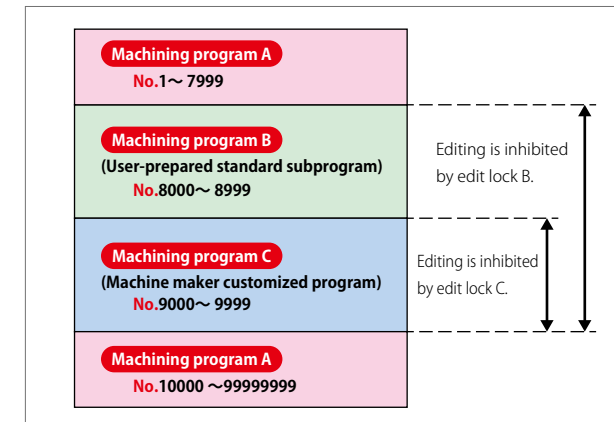 Machining program A
No.1～ 7999
Machining program B
(User-prepared standard subprogram)
No.8000～ 8999
Machining program C
(Machine maker customized program)
No.9000～ 9999
Machining program A
No.10000 ～99999999
Editing is inhibited
by edit lock B.
Editing is inhibited
by edit lock C.